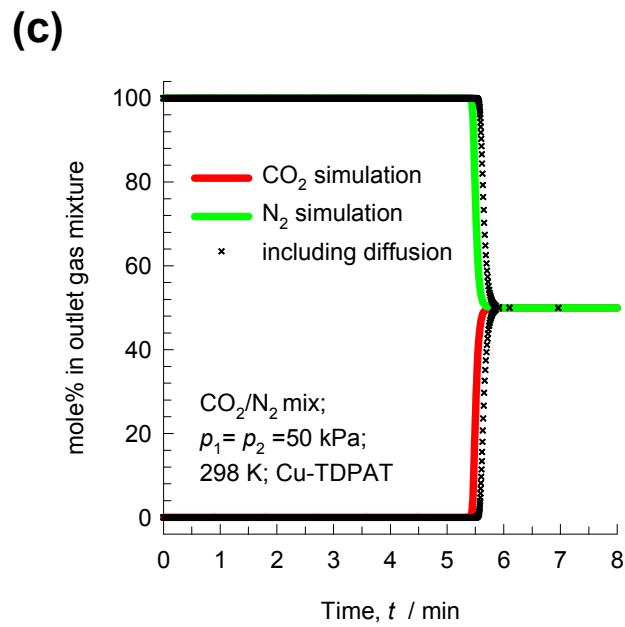 (c)
mole% in outlet gas mixture
100
80
60
40
20
0
CO₂ simulation
N₂ simulation
including diffusion
CO₂/N₂ mix;
p₁= p₂ =50 kPa;
298 K; Cu-TDPAT
0 1 2 3 4 5 6 7 8
Time, t / min